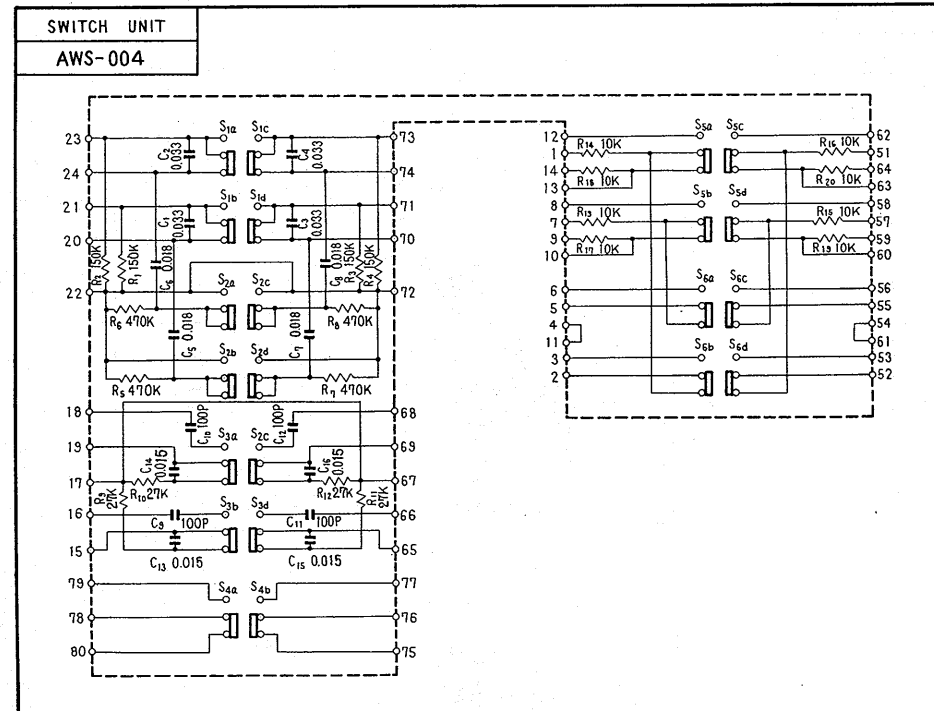 SWITCH UNIT
AWS-004
23
24
21
20
22
18
19
17
16
15
79
78
80
S1a S1c
C2 0.033
C4 0.033
S1b S1d
C1 0.033
C3 0.033
R2 150K
R1 150K
C6 0.018
C8 0.018
R3 150K
R4 150K
S2a S2c
R6 470K
R8 470K
C5 0.018
C7 0.018
S2b S2d
R5 470K
R7 470K
C10 100P
C12 100P
S3a S2c
C14 0.015
C16 0.015
R9 27K
R10 27K
R12 27K
R11 27K
S3b S3d
C9 100P
C11 100P
C13 0.015
C15 0.015
S4a S4b
73
74
71
70
72
68
69
67
66
65
77
76
75
12
1
14
13
8
7
9
10
6
5
4
11
3
2
S5a S5c
R14 10K
R16 10K
R18 10K
R20 10K
S5b S5d
R13 10K
R15 10K
R17 10K
R19 10K
S6a S6c
S6b S6d
62
51
64
63
58
57
59
60
56
55
54
61
53
52